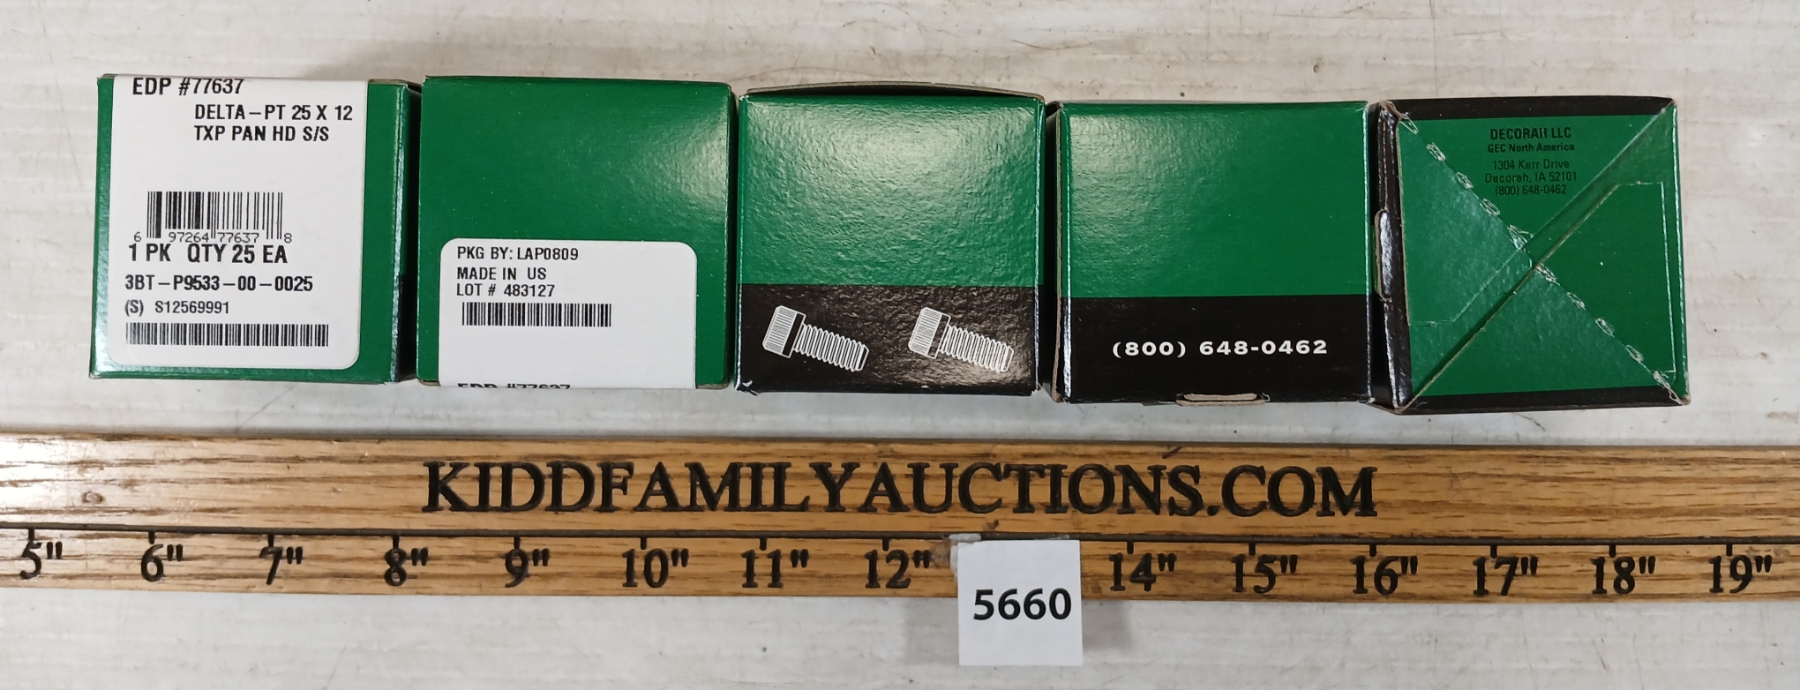 EDP #77637
DELTA-PT 25 X 12
TXP PAN HD S/S
6 97264 77637 8
1 PK QTY 25 EA
3BT-P9533-00-0025
(S) S12569991
PKG BY: LAP0809
MADE IN US
LOT # 483127
EDP #77637
(800) 648-0462
DECORAH LLC
GEC North America
1304 Kerr Drive
Decorah, IA 52101
(800) 648-0462
KIDDFAMILYAUCTIONS.COM
5" 6" 7" 8" 9" 10" 11" 12" 14" 15" 16" 17" 18" 19"
5660